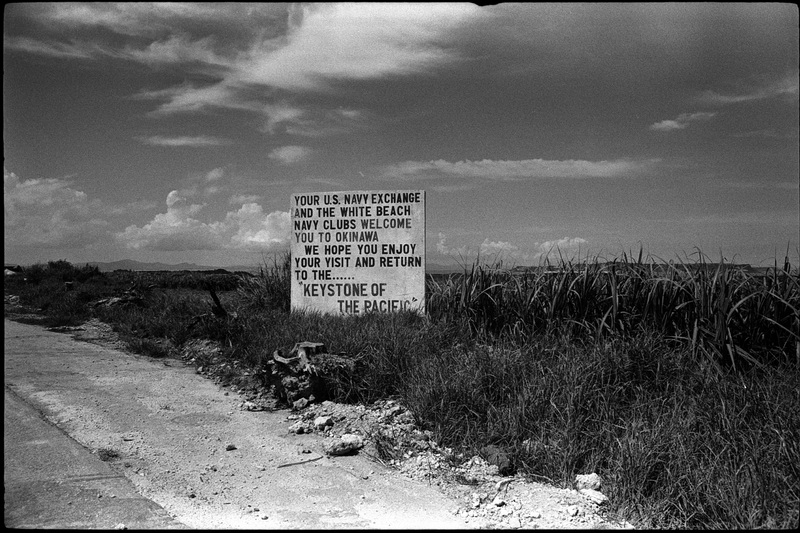 YOUR U.S. NAVY EXCHANGE
AND THE WHITE BEACH
NAVY CLUBS WELCOME
YOU TO OKINAWA
WE HOPE YOU ENJOY
YOUR VISIT AND RETURN
TO THE......
"KEYSTONE OF
THE PACIFIC"